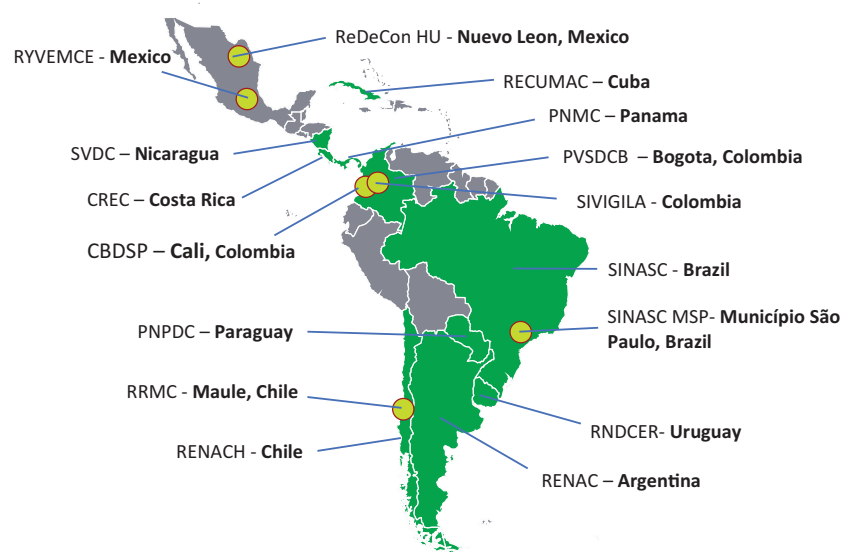 ReDeCon HU - Nuevo Leon, Mexico
RYVEMCE - Mexico
RECUMAC – Cuba
PNMC – Panama
SVDC – Nicaragua
PVSDCB – Bogota, Colombia
CREC – Costa Rica
SIVIGILA - Colombia
CBDSP – Cali, Colombia
SINASC - Brazil
SINASC MSP- Município São
Paulo, Brazil
PNPDC – Paraguay
RRMC - Maule, Chile
RNDCER- Uruguay
RENACH - Chile
RENAC – Argentina